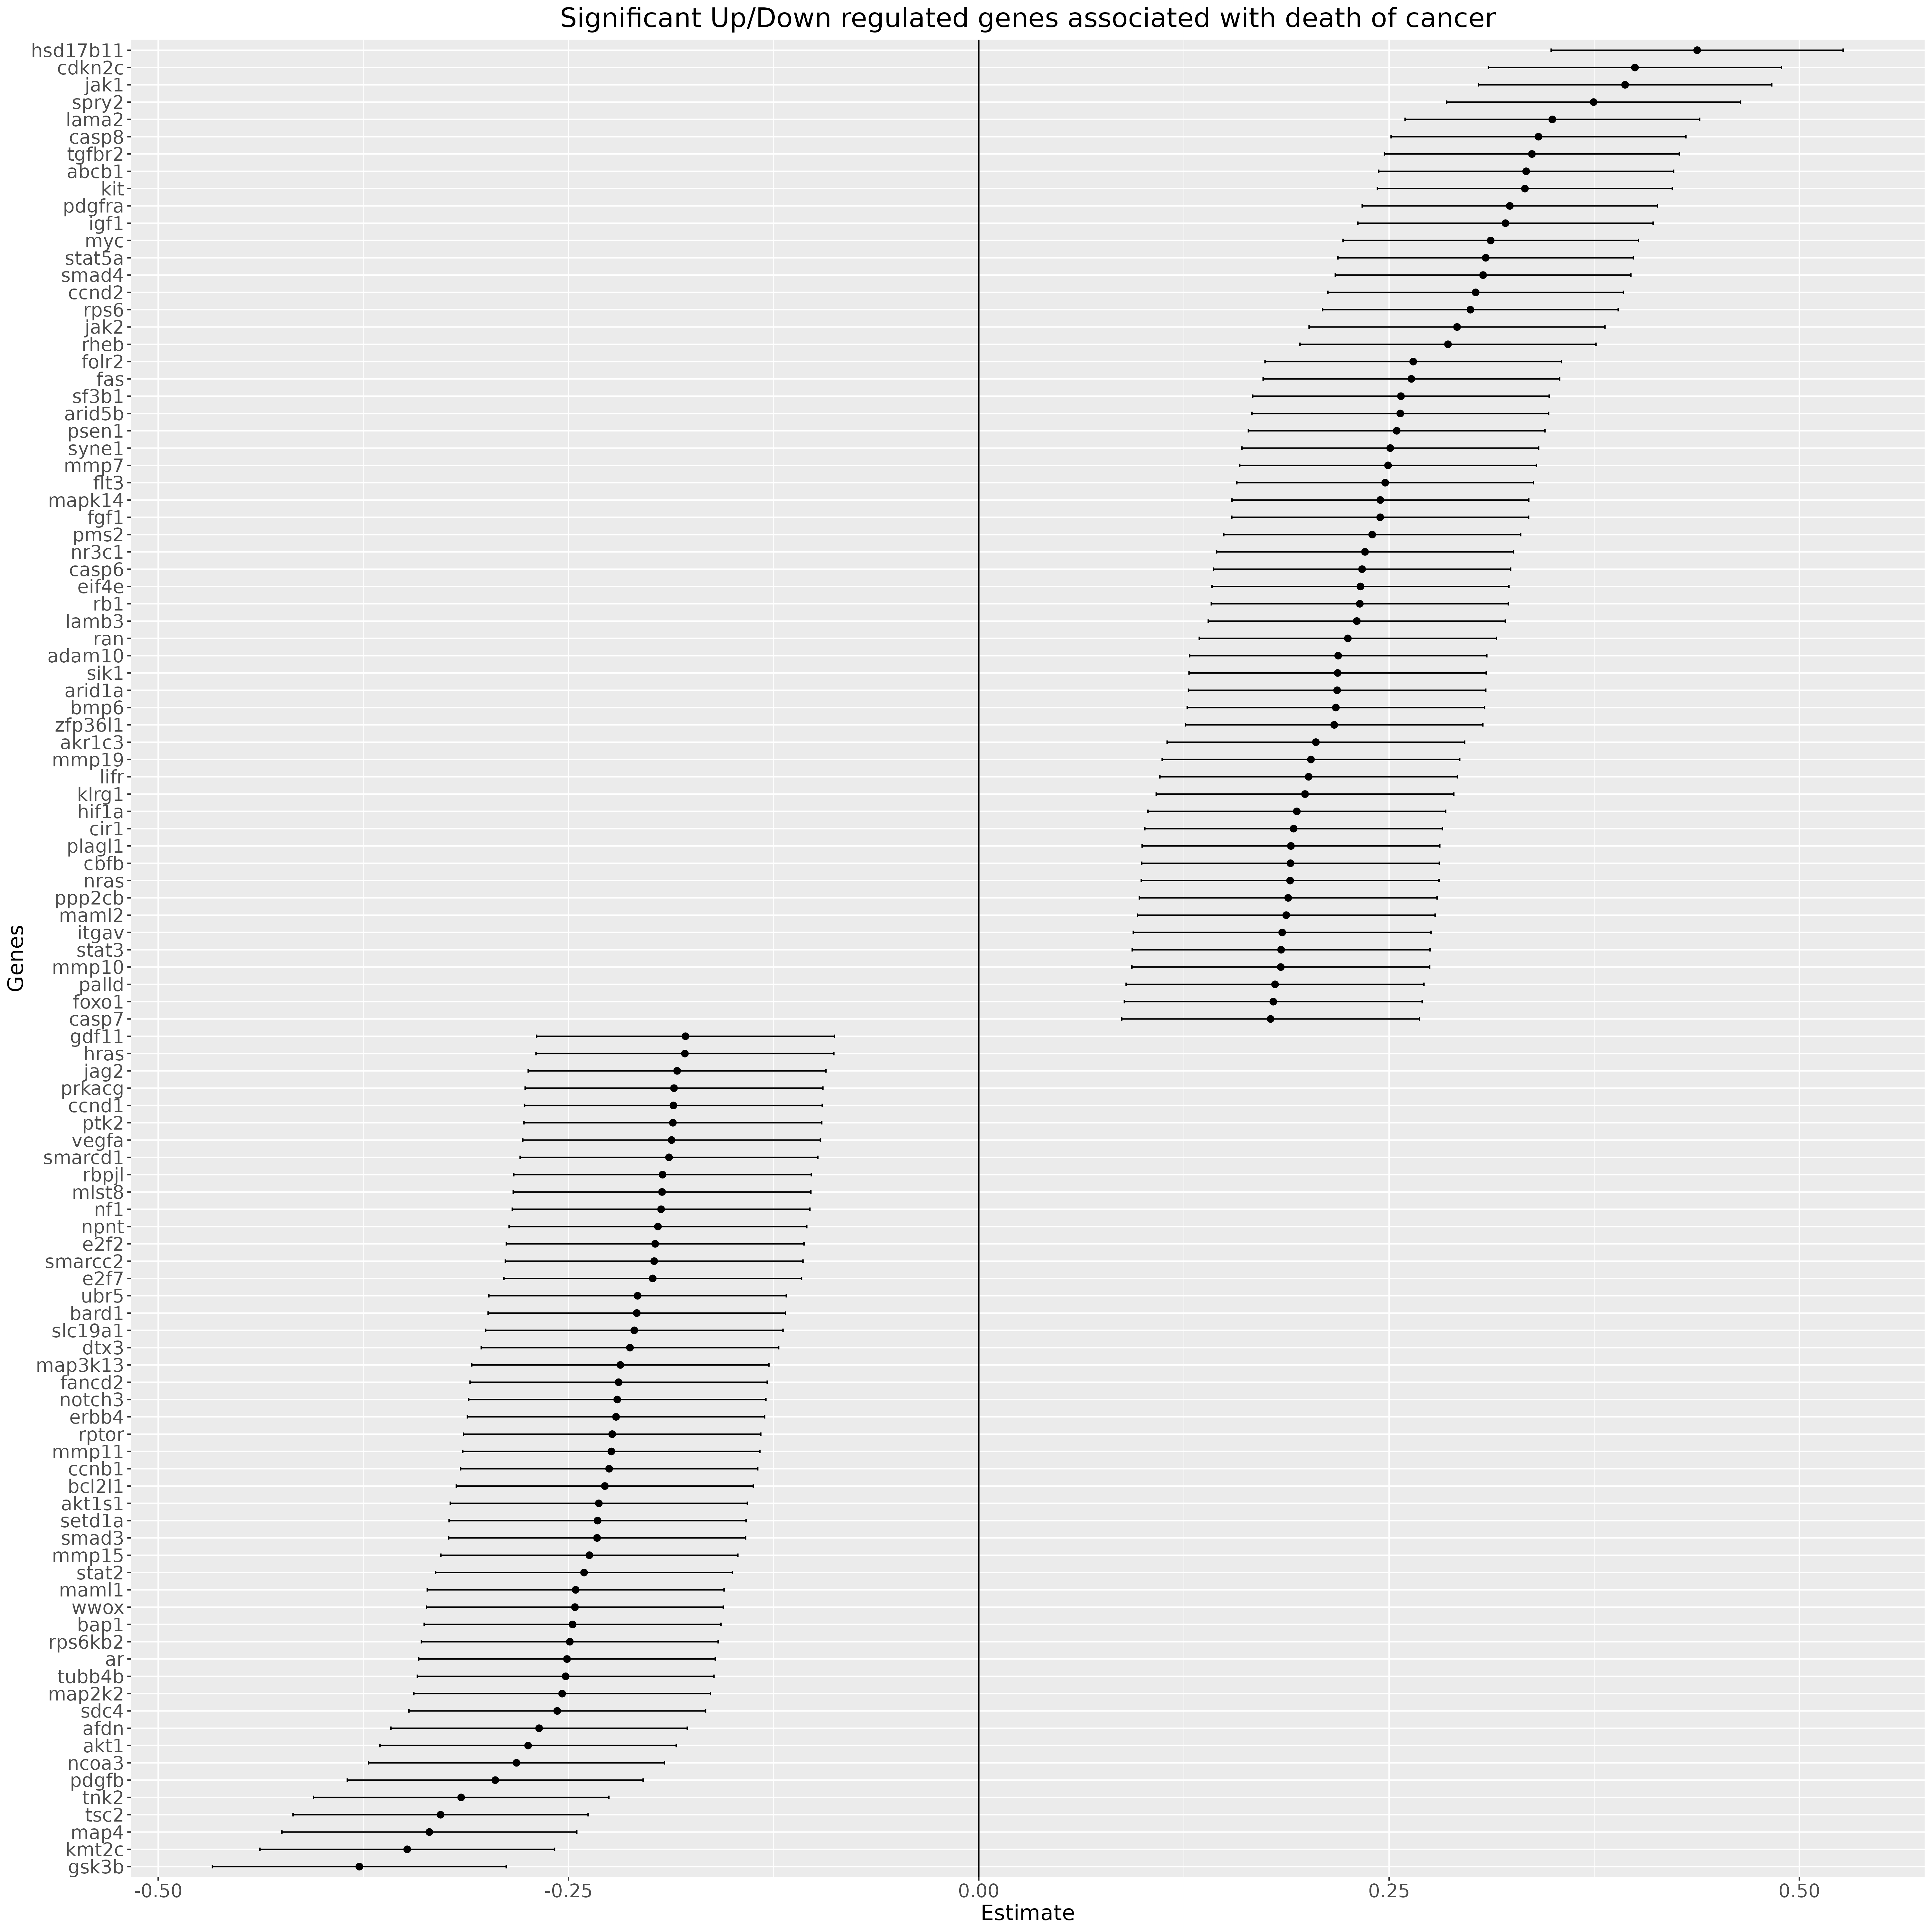 Significant Up/Down regulated genes associated with death of cancer
hsd17b11
cdkn2c
jak1
spry2
lama2
casp8
tgfbr2
abcb1
kit
pdgfra
igf1
myc
stat5a
smad4
ccnd2
rps6
jak2
rheb
folr2
fas
sf3b1
arid5b
psen1
syne1
mmp7
flt3
mapk14
fgf1
pms2
nr3c1
casp6
eif4e
rb1
lamb3
ran
adam10
sik1
arid1a
bmp6
zfp36l1
akr1c3
mmp19
lifr
klrg1
hif1a
cir1
plagl1
cbfb
nras
ppp2cb
maml2
itgav
stat3
mmp10
palld
foxo1
casp7
gdf11
hras
jag2
prkacg
ccnd1
ptk2
vegfa
smarcd1
rbpjl
mlst8
nf1
npnt
e2f2
smarcc2
e2f7
ubr5
bard1
slc19a1
dtx3
map3k13
fancd2
notch3
erbb4
rptor
mmp11
ccnb1
bcl2l1
akt1s1
setd1a
smad3
mmp15
stat2
maml1
wwox
bap1
rps6kb2
ar
tubb4b
map2k2
sdc4
afdn
akt1
ncoa3
pdgfb
tnk2
tsc2
map4
kmt2c
gsk3b
Genes
-0.50 -0.25 0.00 0.25 0.50
Estimate